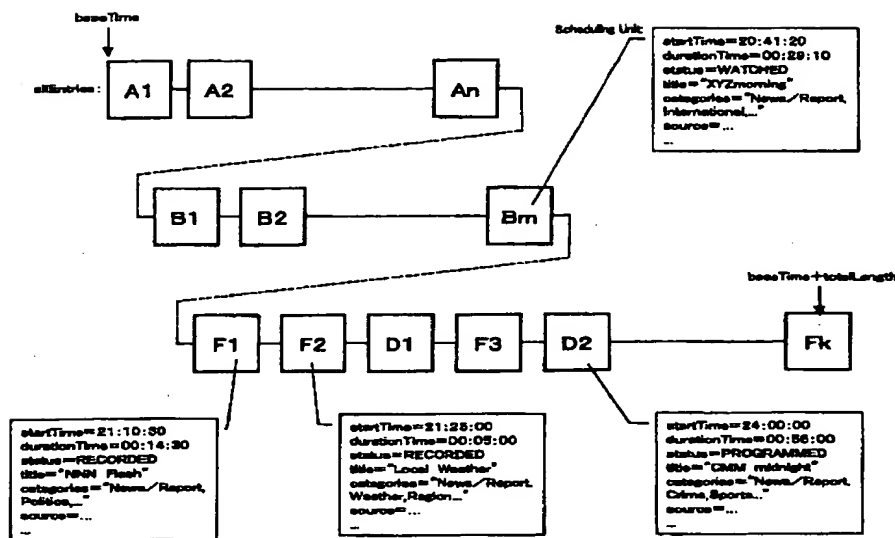 baseTime
Scheduling Unit
startTime=20:41:20
durationTime=00:29:10
status=WATCHED
title="XYZmorning"
categories="News/Report,
International,..."
source=...
...
allEntries:
A1
A2
An
B1
B2
Bm
baseTime+totalLength
F1
F2
D1
F3
D2
Fk
startTime=21:10:30
durationTime=00:14:30
status=RECORDED
title="NNN Flash"
categories="News/Report,
Politics,..."
source=...
...
startTime=21:25:00
durationTime=00:05:00
status=RECORDED
title="Local Weather"
categories="News/Report,
Weather,Region..."
source=...
...
startTime=24:00:00
durationTime=00:56:00
status=PROGRAMMED
title="CMM midnight"
categories="News/Report,
Crime,Sports..."
source=...
...